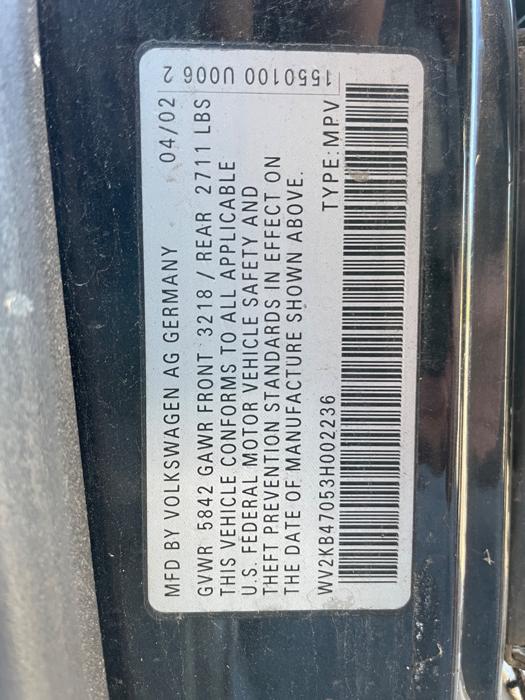 MFD BY VOLKSWAGEN AG GERMANY 04/02
GVWR 5842 GAWR FRONT 3218 / REAR 2711 LBS
THIS VEHICLE CONFORMS TO ALL APPLICABLE
U.S. FEDERAL MOTOR VEHICLE SAFETY AND
THEFT PREVENTION STANDARDS IN EFFECT ON
THE DATE OF MANUFACTURE SHOWN ABOVE.
WV2KB47053H002236 TYPE:MPV
1550100 U006 2